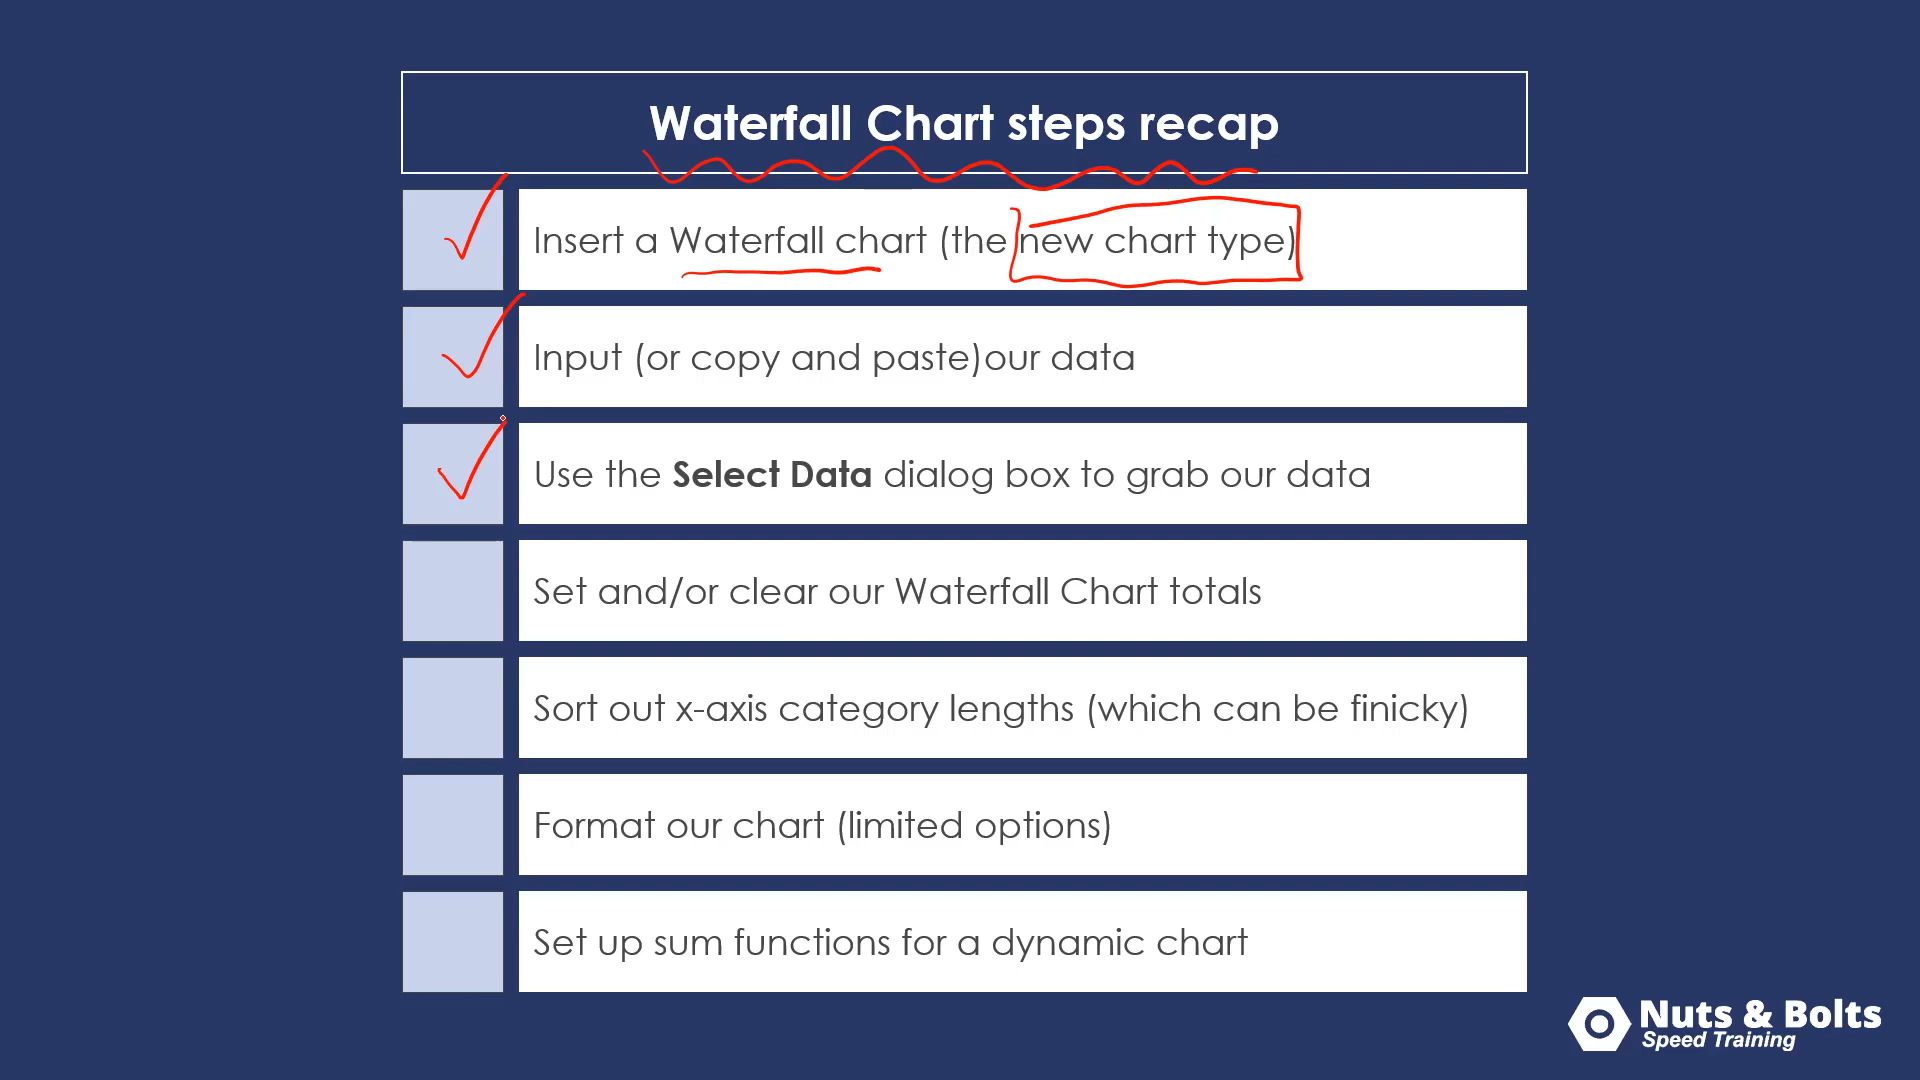 Waterfall Chart steps recap
Insert a Waterfall chart (the new chart type)
Input (or copy and paste)our data
Use the Select Data dialog box to grab our data
Set and/or clear our Waterfall Chart totals
Sort out x-axis category lengths (which can be finicky)
Format our chart (limited options)
Set up sum functions for a dynamic chart
Nuts & Bolts
Speed Training